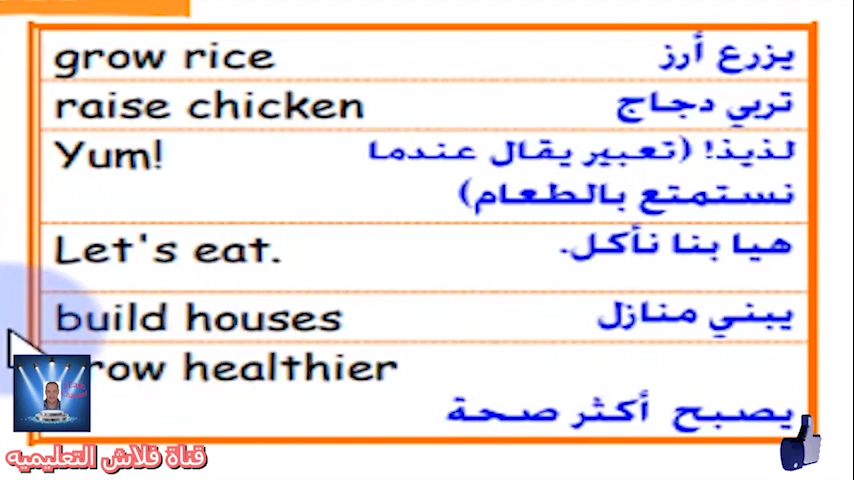 grow rice يزرع أرز
raise chicken تربي دجاج
Yum! لذيذ! (تعبير يقال عندما
نستمتع بالطعام)
Let's eat. هيا بنا نأكل.
build houses يبني منازل
row healthier
يصبح أكثر صحة
قناة قلاش التعليميه